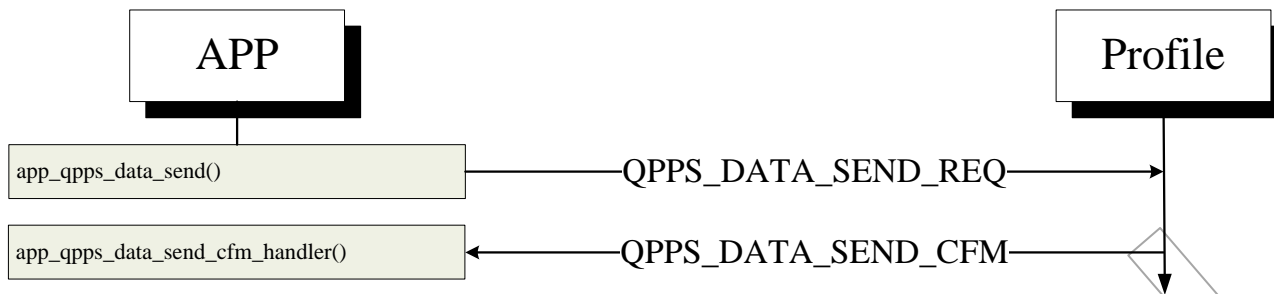 APP
Profile
app_qpps_data_send()
QPPS_DATA_SEND_REQ
app_qpps_data_send_cfm_handler()
QPPS_DATA_SEND_CFM